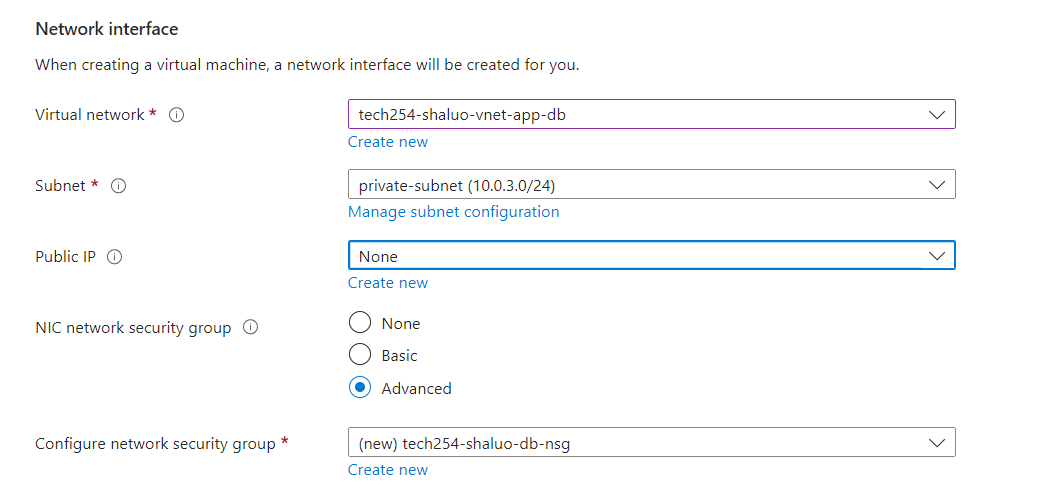 Network interface
When creating a virtual machine, a network interface will be created for you.
Virtual network *
tech254-shaluo-vnet-app-db
Create new
Subnet *
private-subnet (10.0.3.0/24)
Manage subnet configuration
Public IP
None
Create new
NIC network security group
None
Basic
Advanced
Configure network security group *
(new) tech254-shaluo-db-nsg
Create new